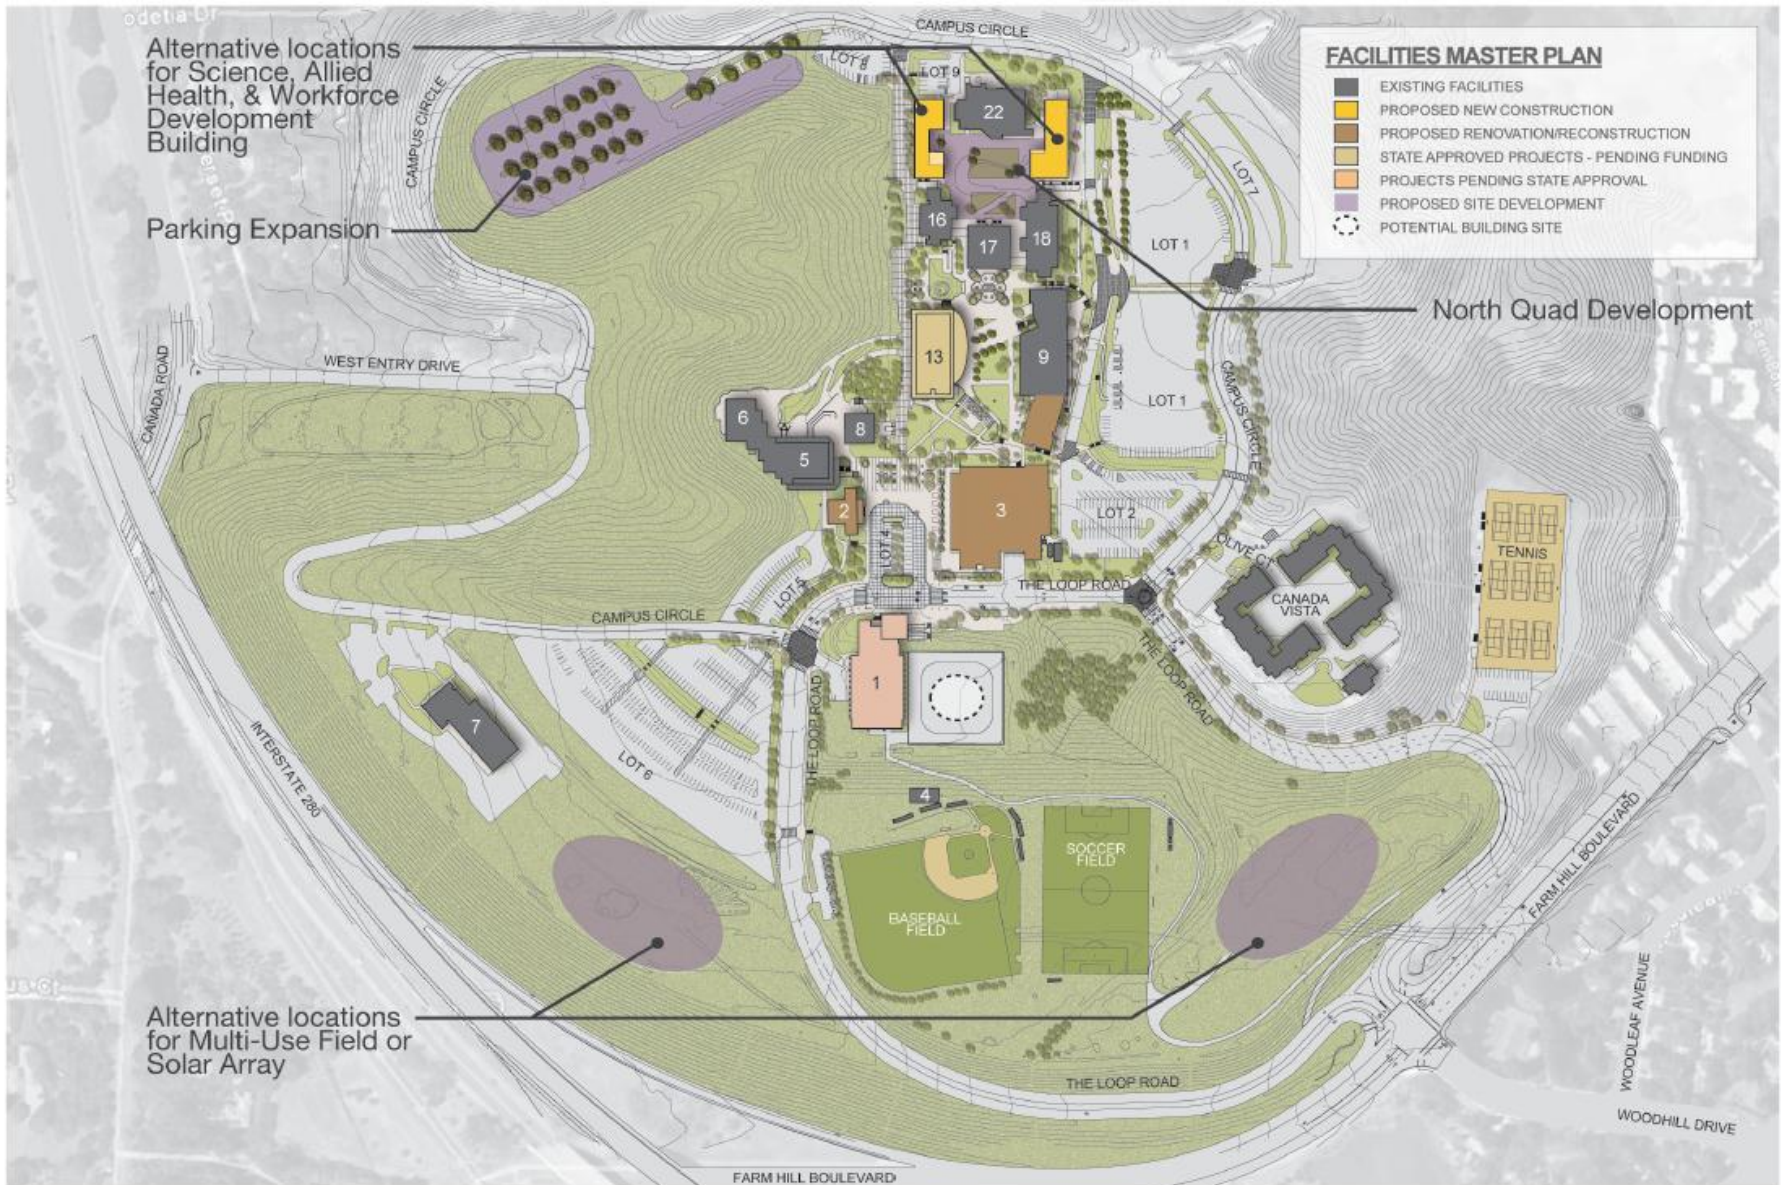 CAMPUS CIRCLE
Alternative locations
for Science, Allied
Health, & Workforce
Development
Building
LOT 8
LOT 9
CAMPUS CIRCLE
22
FACILITIES MASTER PLAN
EXISTING FACILITIES
PROPOSED NEW CONSTRUCTION
PROPOSED RENOVATION/RECONSTRUCTION
STATE APPROVED PROJECTS - PENDING FUNDING
PROJECTS PENDING STATE APPROVAL
PROPOSED SITE DEVELOPMENT
POTENTIAL BUILDING SITE
LOT 7
Parking Expansion
16
17
18
LOT 1
North Quad Development
CANADA ROAD
WEST ENTRY DRIVE
13
9
CAMPUS CIRCLE
LOT 1
6
8
5
2
3
LOT 2
LOT 4
OLIVE CT
TENNIS
LOT 5
THE LOOP ROAD
CANADA
VISTA
CAMPUS CIRCLE
THE LOOP ROAD
1
7
LOT 6
THE LOOP ROAD
INTERSTATE 280
4
SOCCER
FIELD
BASEBALL
FIELD
FARM HILL BOULEVARD
Alternative locations
for Multi-Use Field or
Solar Array
WOODLEAF AVENUE
THE LOOP ROAD
WOODHILL DRIVE
FARM HILL BOULEVARD